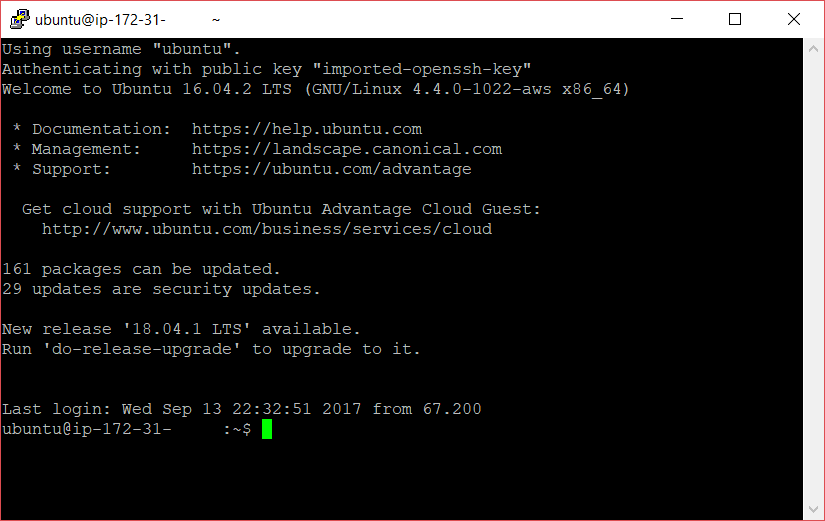 ubuntu@ip-172-31- ~
Using username "ubuntu".
Authenticating with public key "imported-openssh-key"
Welcome to Ubuntu 16.04.2 LTS (GNU/Linux 4.4.0-1022-aws x86_64)
* Documentation: https://help.ubuntu.com
* Management: https://landscape.canonical.com
* Support: https://ubuntu.com/advantage
Get cloud support with Ubuntu Advantage Cloud Guest:
http://www.ubuntu.com/business/services/cloud
161 packages can be updated.
29 updates are security updates.
New release '18.04.1 LTS' available.
Run 'do-release-upgrade' to upgrade to it.
Last login: Wed Sep 13 22:32:51 2017 from 67.200
ubuntu@ip-172-31- :~$